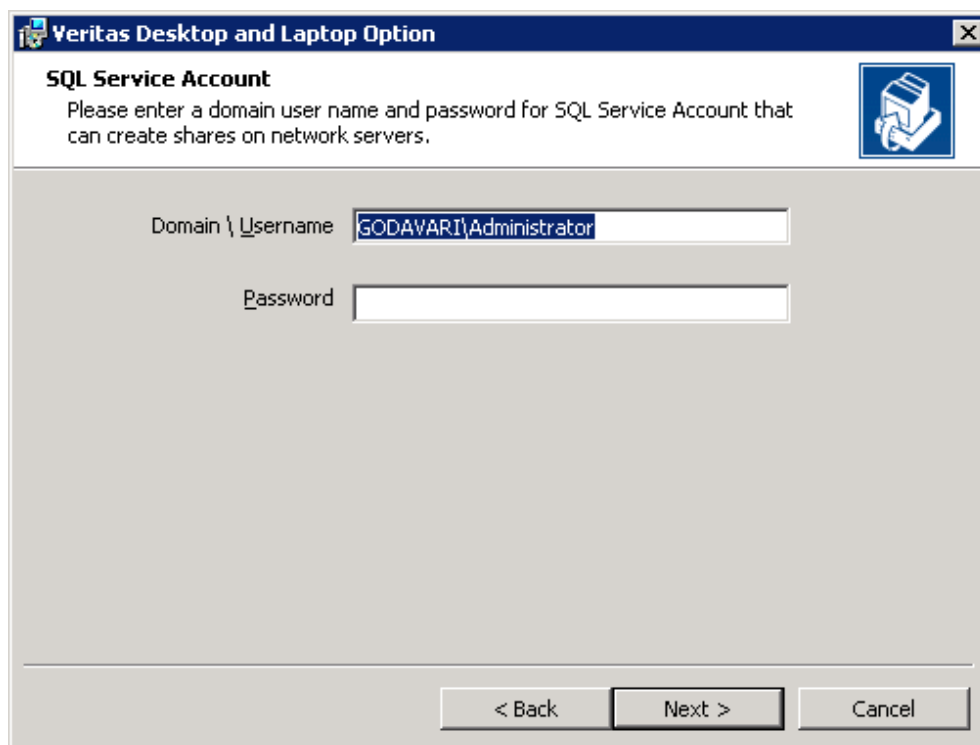 Veritas Desktop and Laptop Option
SQL Service Account
Please enter a domain user name and password for SQL Service Account that
can create shares on network servers.
Domain \ Username
GODAVARI\Administrator
Password
< Back
Next >
Cancel